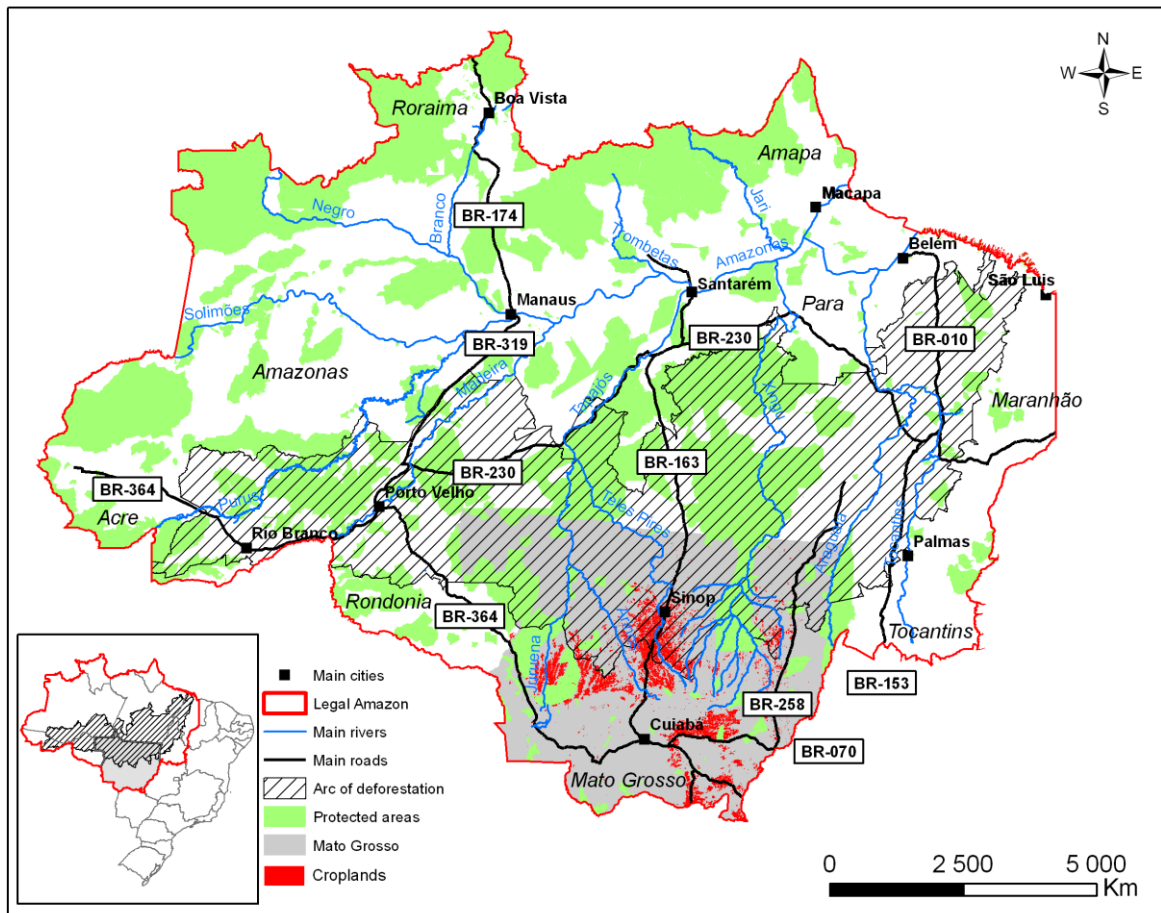 N
W E
S
Boa Vista
Roraima
Amapa
Jari
Macapa
Negro
Branco
BR-174
Trombetas
Amazonas
Belém
Santarém
São Luis
Manaus
Para
Solimões
BR-319
BR-230
BR-010
Amazonas
Madeira
Tapajós
Xingu
Maranhão
BR-163
BR-230
BR-364
Purus
Porto Velho
Acre
Teles Pires
Rio Branco
Araguaia
Tocantins
Palmas
Rondonia
Sinop
BR-364
Tocantins
Juruena
BR-153
BR-258
Cuiabá
BR-070
Mato Grosso
Main cities
Legal Amazon
Main rivers
Main roads
Arc of deforestation
Protected areas
Mato Grosso
Croplands
0 2 500 5 000
Km